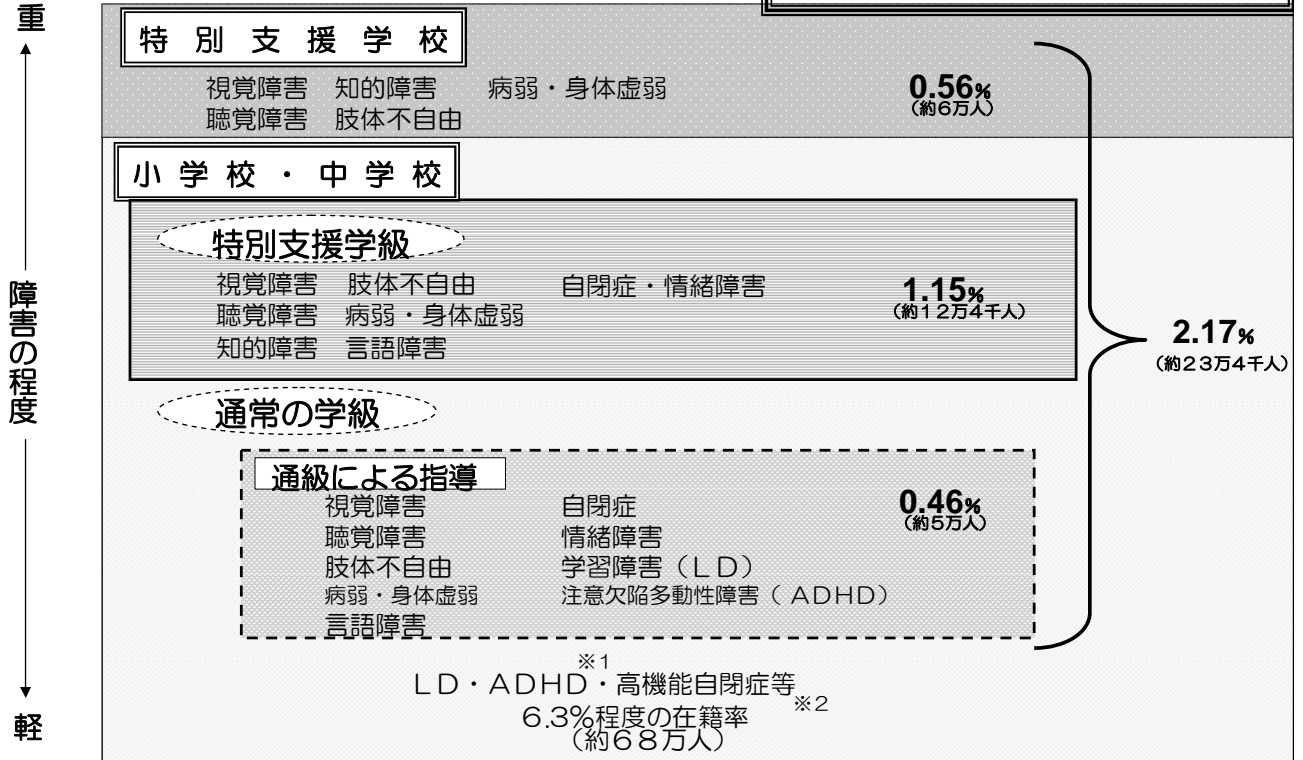 重
障害の程度
軽
特別支援学校
視覚障害 知的障害 病弱・身体虚弱
聴覚障害 肢体不自由
0.56%
(約6万人)
小学校・中学校
特別支援学級
視覚障害 肢体不自由 自閉症・情緒障害
聴覚障害 病弱・身体虚弱
知的障害 言語障害
1.15%
(約12万4千人)
2.17%
(約23万4千人)
通常の学級
通級による指導
視覚障害 自閉症
聴覚障害 情緒障害
肢体不自由 学習障害(LD)
病弱・身体虚弱 注意欠陥多動性障害( ADHD)
言語障害
0.46%
(約5万人)
※1
LD・ADHD・高機能自閉症等
6.3%程度の在籍率 ※2
(約68万人)